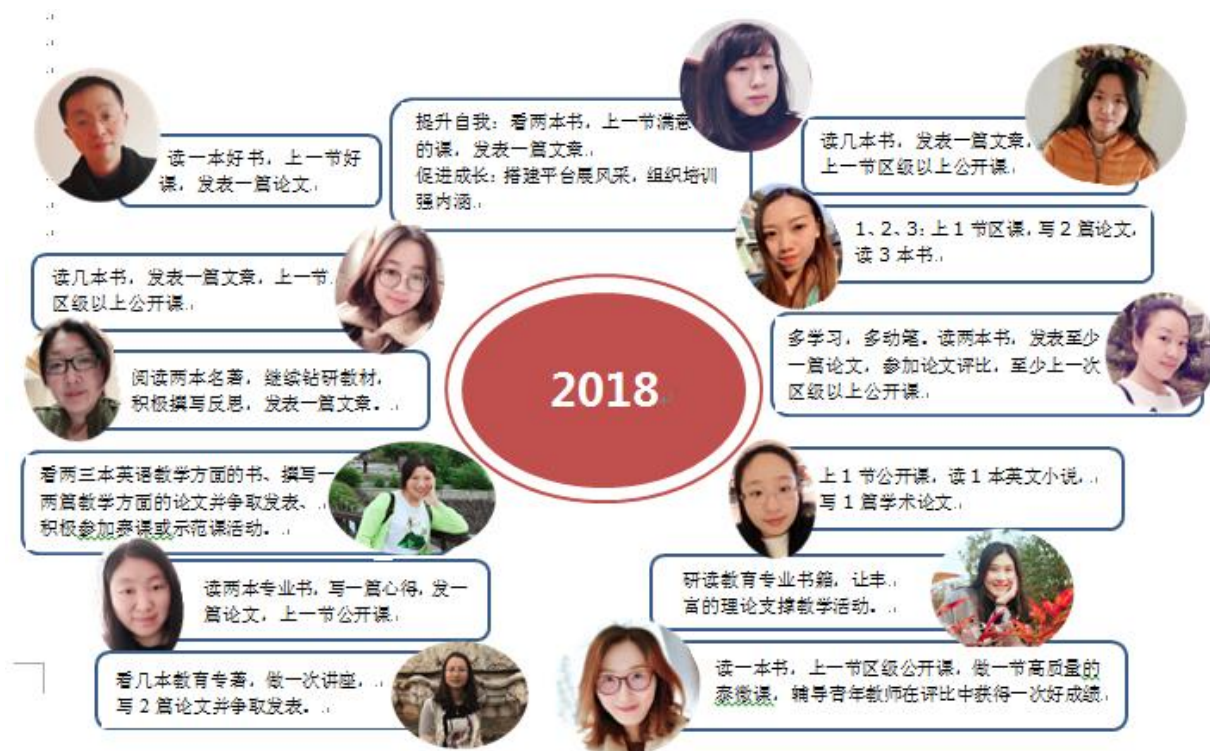 读一本好书，上一节好
课，发表一篇论文.
提升自我：看两本书，上一节满意
的课，发表一篇文章.
促进成长：搭建平台展风采，组织培训
强内涵.
读几本书，发表一篇文章，
上一节区级以上公开课.
1、2、3：上 1 节区课，写 2 篇论文，
读 3 本书.
读几本书，发表一篇文章，上一节
区级以上公开课.
多学习，多动笔。读两本书，发表至少
一篇论文，参加论文评比，至少上一次
区级以上公开课.
阅读两本名著，继续钻研教材，
积极撰写反思，发表一篇文章。
2018
看两三本英语教学方面的书、撰写一
两篇教学方面的论文并争取发表、
积极参加赛课或示范课活动。
上 1 节公开课，读 1 本英文小说，
写 1 篇学术论文.
读两本专业书，写一篇心得，发一
篇论文，上一节公开课
研读教育专业书籍，让丰
富的理论支撑教学活动。
看几本教育专著，做一次讲座，
写 2 篇论文并争取发表。
读一本书，上一节区级公开课，做一节高质量的
泰微课，辅导青年教师在评比中获得一次好成绩